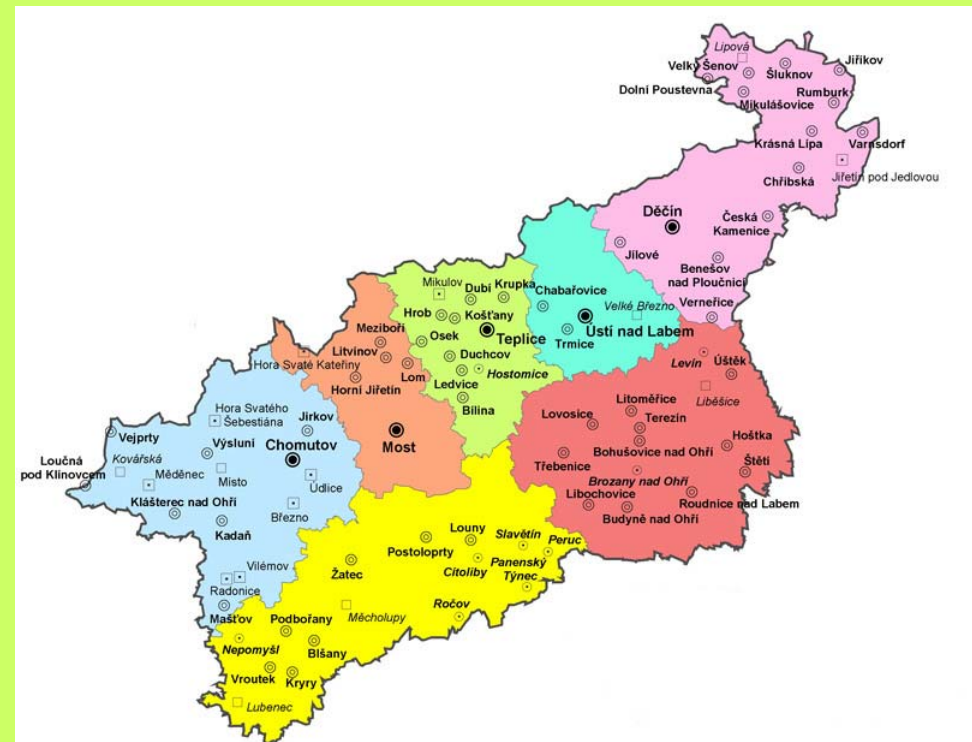 Lipová
Velký Šenov
Šluknov
Jiříkov
Dolní Poustevna
Mikulášovice
Rumburk
Krásná Lípa
Varnsdorf
Jiřetín pod Jedlovou
Chřibská
Děčín
Česká
Kamenice
Jílové
Benešov
nad Ploučnicí
Verneřice
Mikulov
Dubí
Krupka
Chabařovice
Velké Březno
Hrob
Košťany
Teplice
Ústí nad Labem
Trmice
Meziboří
Osek
Litvínov
Duchcov
Hora Svaté Kateřiny
Lom
Hostomice
Horní Jiřetín
Ledvice
Bílina
Levín
Úštěk
Liběšice
Litoměřice
Lovosice
Terezín
Hoštka
Bohušovice nad Ohří
Třebenice
Štětí
Brozany nad Ohří
Libochovice
Roudnice nad Labem
Budyně nad Ohří
Hora Svatého
Šebestiána
Jirkov
Most
Vejprty
Výsluní
Chomutov
Loučná
pod Klínovcem
Kovářská
Měděnec
Místo
Údlice
Klášterec nad Ohří
Březno
Kadaň
Vilémov
Radonice
Mašťov
Louny
Slavětín
Peruc
Postoloprty
Cítoliby
Panenský
Týnec
Žatec
Ročov
Měcholupy
Podbořany
Nepomyšl
Blšany
Vroutek
Kryry
Lubenec